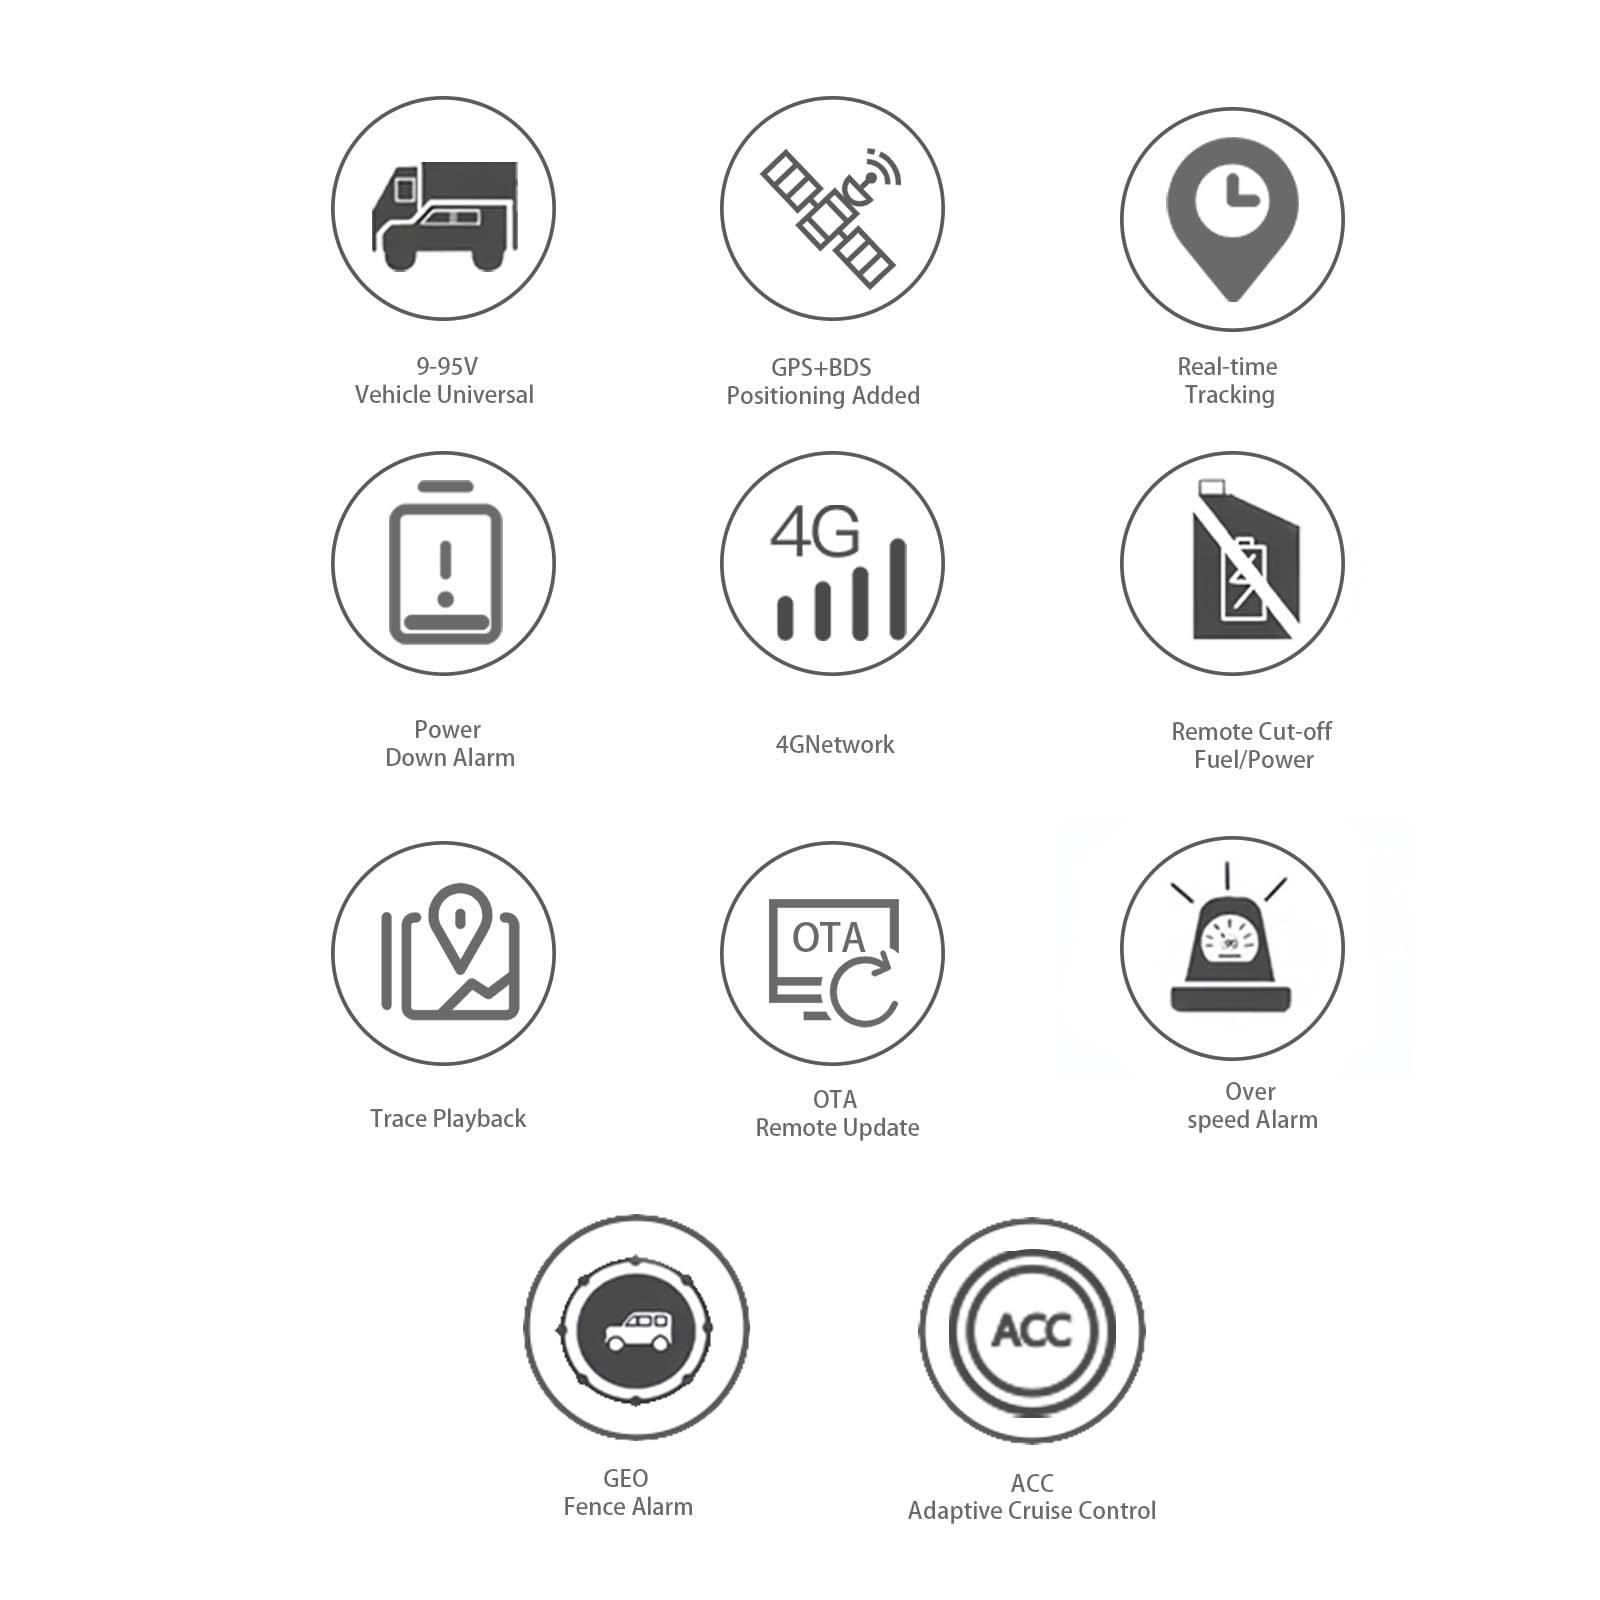 9-95V
Vehicle Universal
GPS+BDS
Positioning Added
Real-time
Tracking
4G
Power
Down Alarm
4GNetwork
Remote Cut-off
Fuel/Power
OTA
Trace Playback
OTA
Remote Update
Over
speed Alarm
ACC
GEO
Fence Alarm
ACC
Adaptive Cruise Control